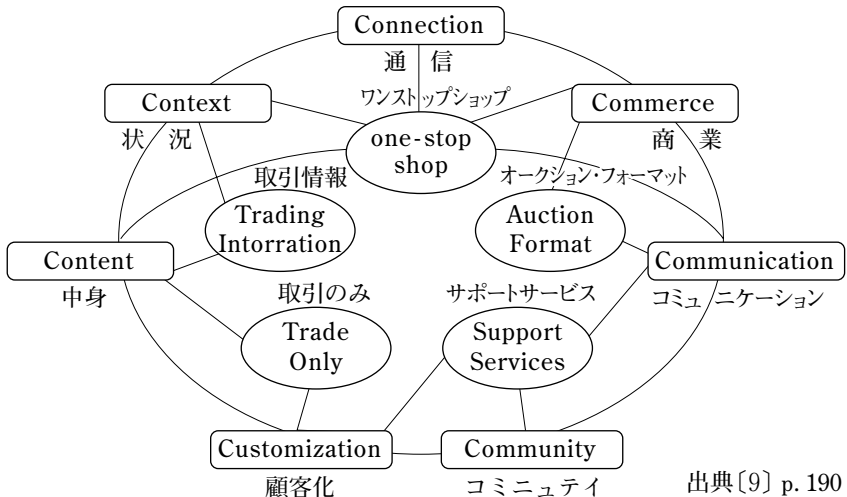 Connection
通 信
Context
状 況
ワンストップショップ
Commerce
商 業
one-stop
shop
取引情報
オークション・フォーマット
Trading
Intorration
Auction
Format
Content
中身
Communication
コミュニケーション
取引のみ
サポートサービス
Trade
Only
Support
Services
Customization
顧客化
Community
コミニュテイ
出典〔9〕p. 190